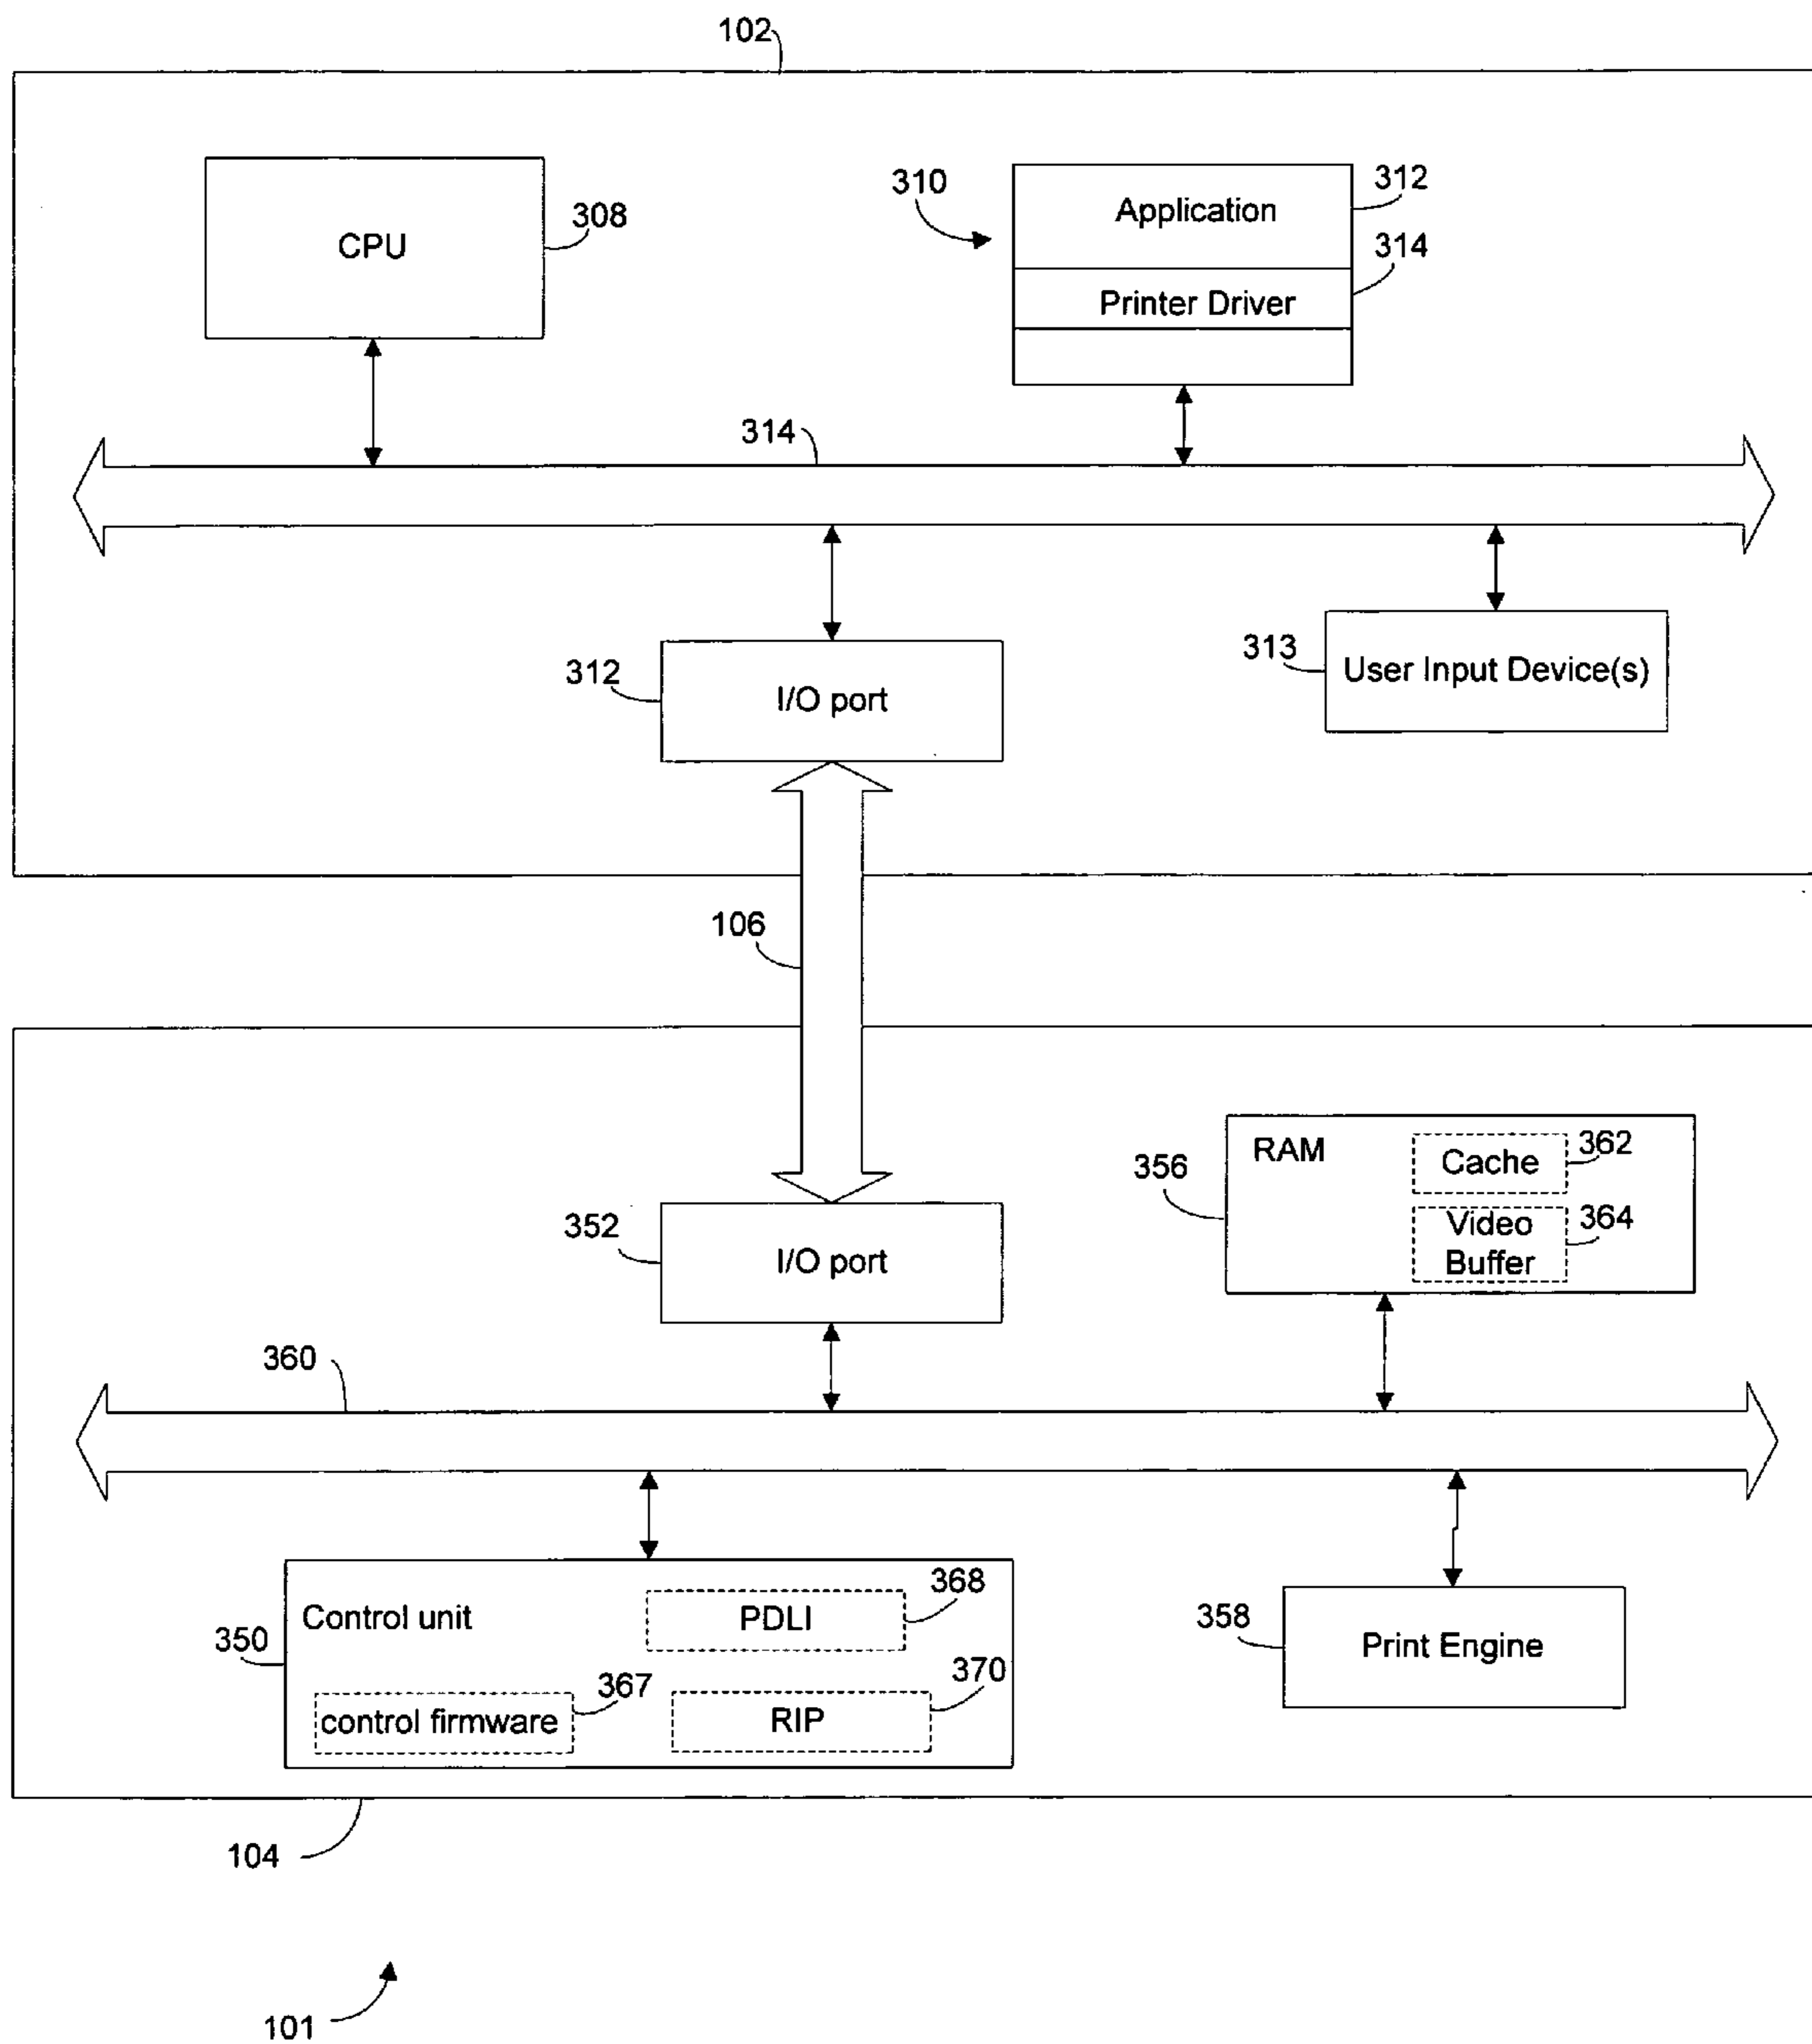 102
CPU
308
310
Application
312
Printer Driver
314
314
312
I/O port
313
User Input Device(s)
106
352
I/O port
356
RAM
Cache
362
Video
Buffer
364
360
350
Control unit
PDLI
368
control firmware
367
RIP
370
358
Print Engine
104
101